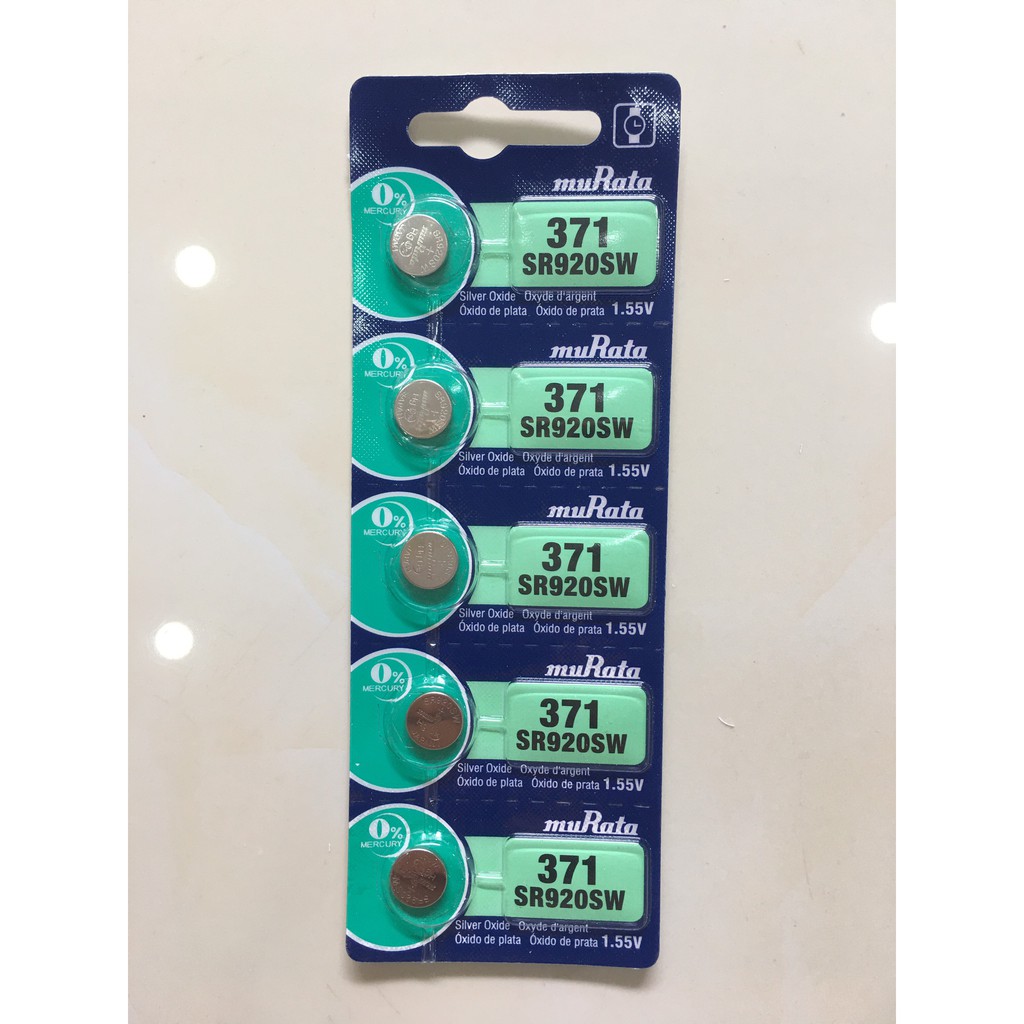 muRata
0%
MERCURY
371
SR920SW
Silver Oxide Oxyde d'argent
Óxido de plata Óxido de prata 1.55V
muRata
0%
MERCURY
371
SR920SW
Silver Oxide Oxyde d'argent
Óxido de plata Óxido de prata 1.55V
muRata
0%
MERCURY
371
SR920SW
Silver Oxide Oxyde d'argent
Óxido de plata Óxido de prata 1.55V
muRata
0%
MERCURY
371
SR920SW
Silver Oxide Oxyde d'argent
Óxido de plata Óxido de prata 1.55V
muRata
0%
MERCURY
371
SR920SW
Silver Oxide Oxyde d'argent
Óxido de plata Óxido de prata 1.55V